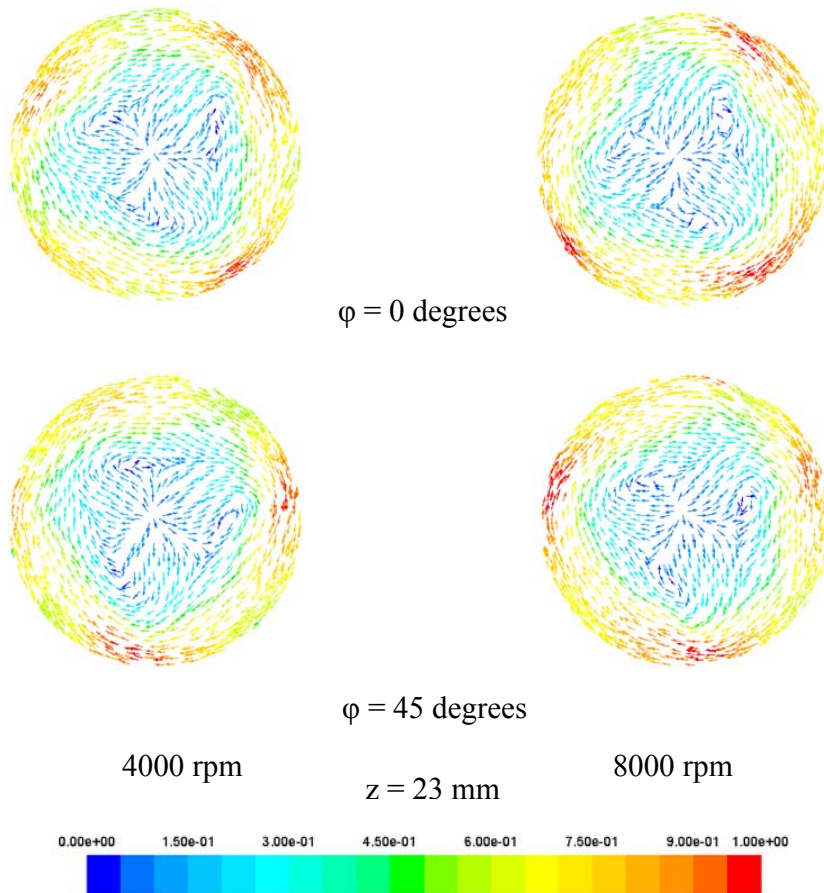 φ = 0 degrees
φ = 45 degrees
4000 rpm
8000 rpm
z = 23 mm
0.00e+00 1.50e-01 3.00e-01 4.50e-01 6.00e-01 7.50e-01 9.00e-01 1.00e+00